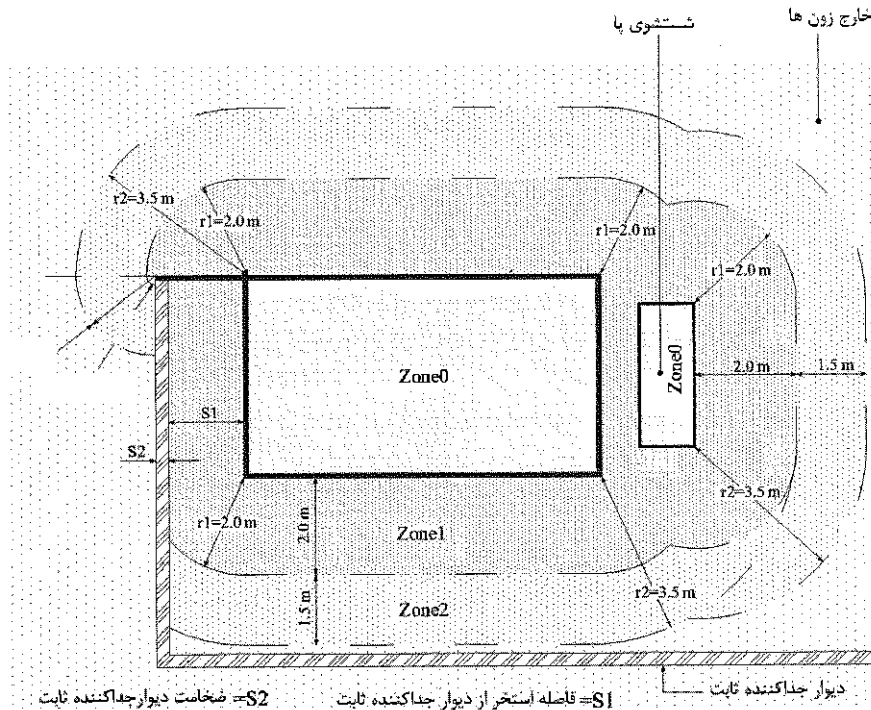 خارج زون ها
شستشوی پا
r2=3.5 m
r1=2.0 m
r1=2.0 m
r1=2.0 m
Zone0
Zone0
2.0 m
1.5 m
S1
S2
r1=2.0 m
2.0 m
r2=3.5 m
Zone1
1.5 m
Zone2
r2=3.5 m
دیوار جداکننده ثابت
S1= فاصله استخر از دیوار جداکننده ثابت
S2= ضخامت دیوارجداکننده ثابت